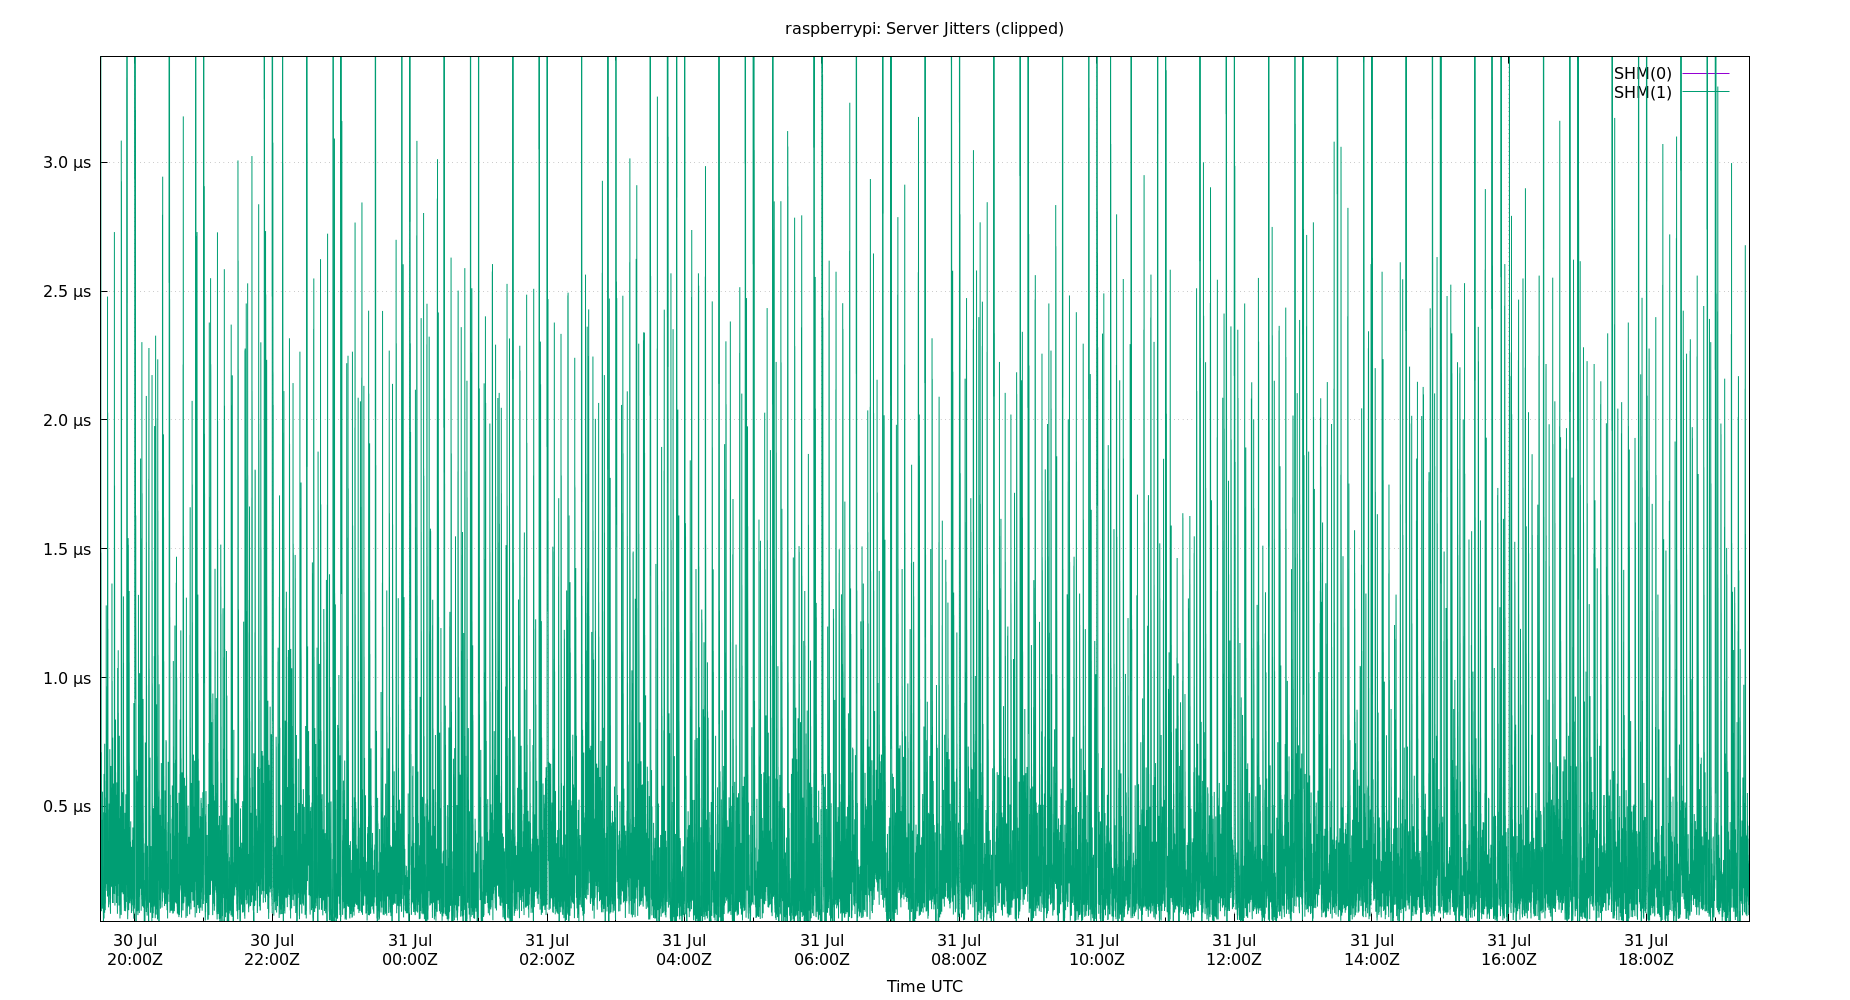 raspberrypi: Server Jitters (clipped)
SHM(0)
SHM(1)
3.0 µs
2.5 µs
2.0 µs
1.5 µs
1.0 µs
0.5 µs
30 Jul 30 Jul 31 Jul 31 Jul 31 Jul 31 Jul 31 Jul 31 Jul 31 Jul 31 Jul 31 Jul 31 Jul
20:00Z 22:00Z 00:00Z 02:00Z 04:00Z 06:00Z 08:00Z 10:00Z 12:00Z 14:00Z 16:00Z 18:00Z
Time UTC